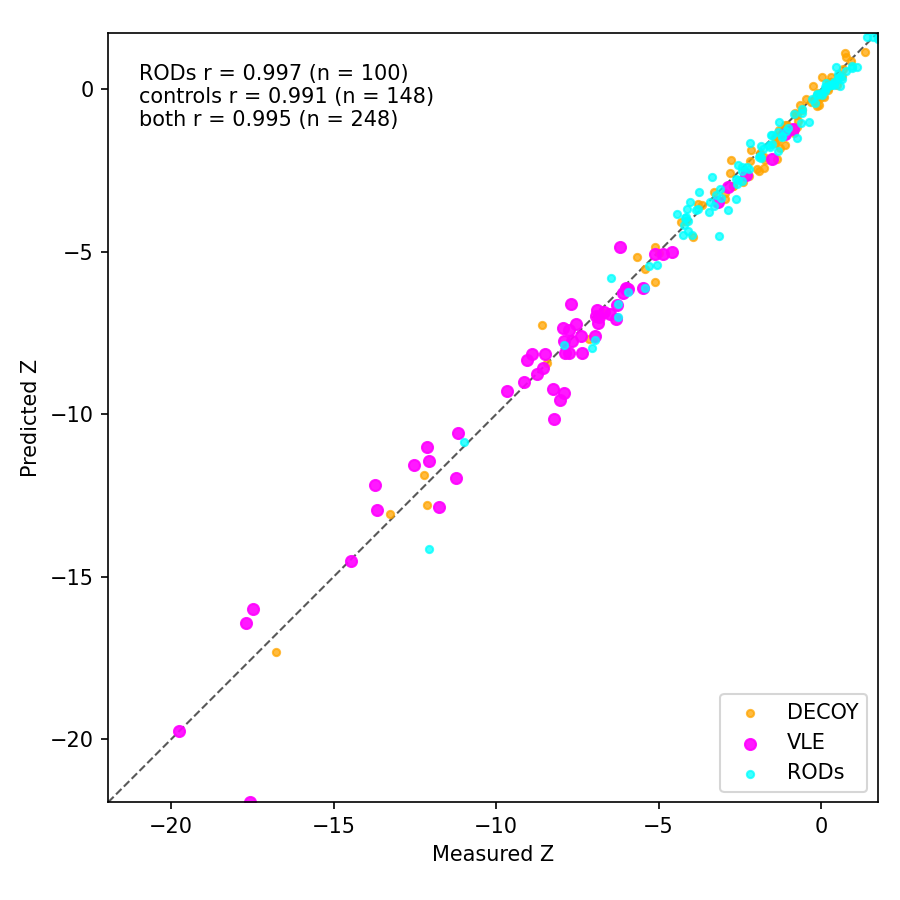 RODs r = 0.997 (n = 100)
controls r = 0.991 (n = 148)
both r = 0.995 (n = 248)
0
−5
−10
−15
−20
Predicted Z
DECOY
VLE
RODs
−20 −15 −10 −5 0
Measured Z